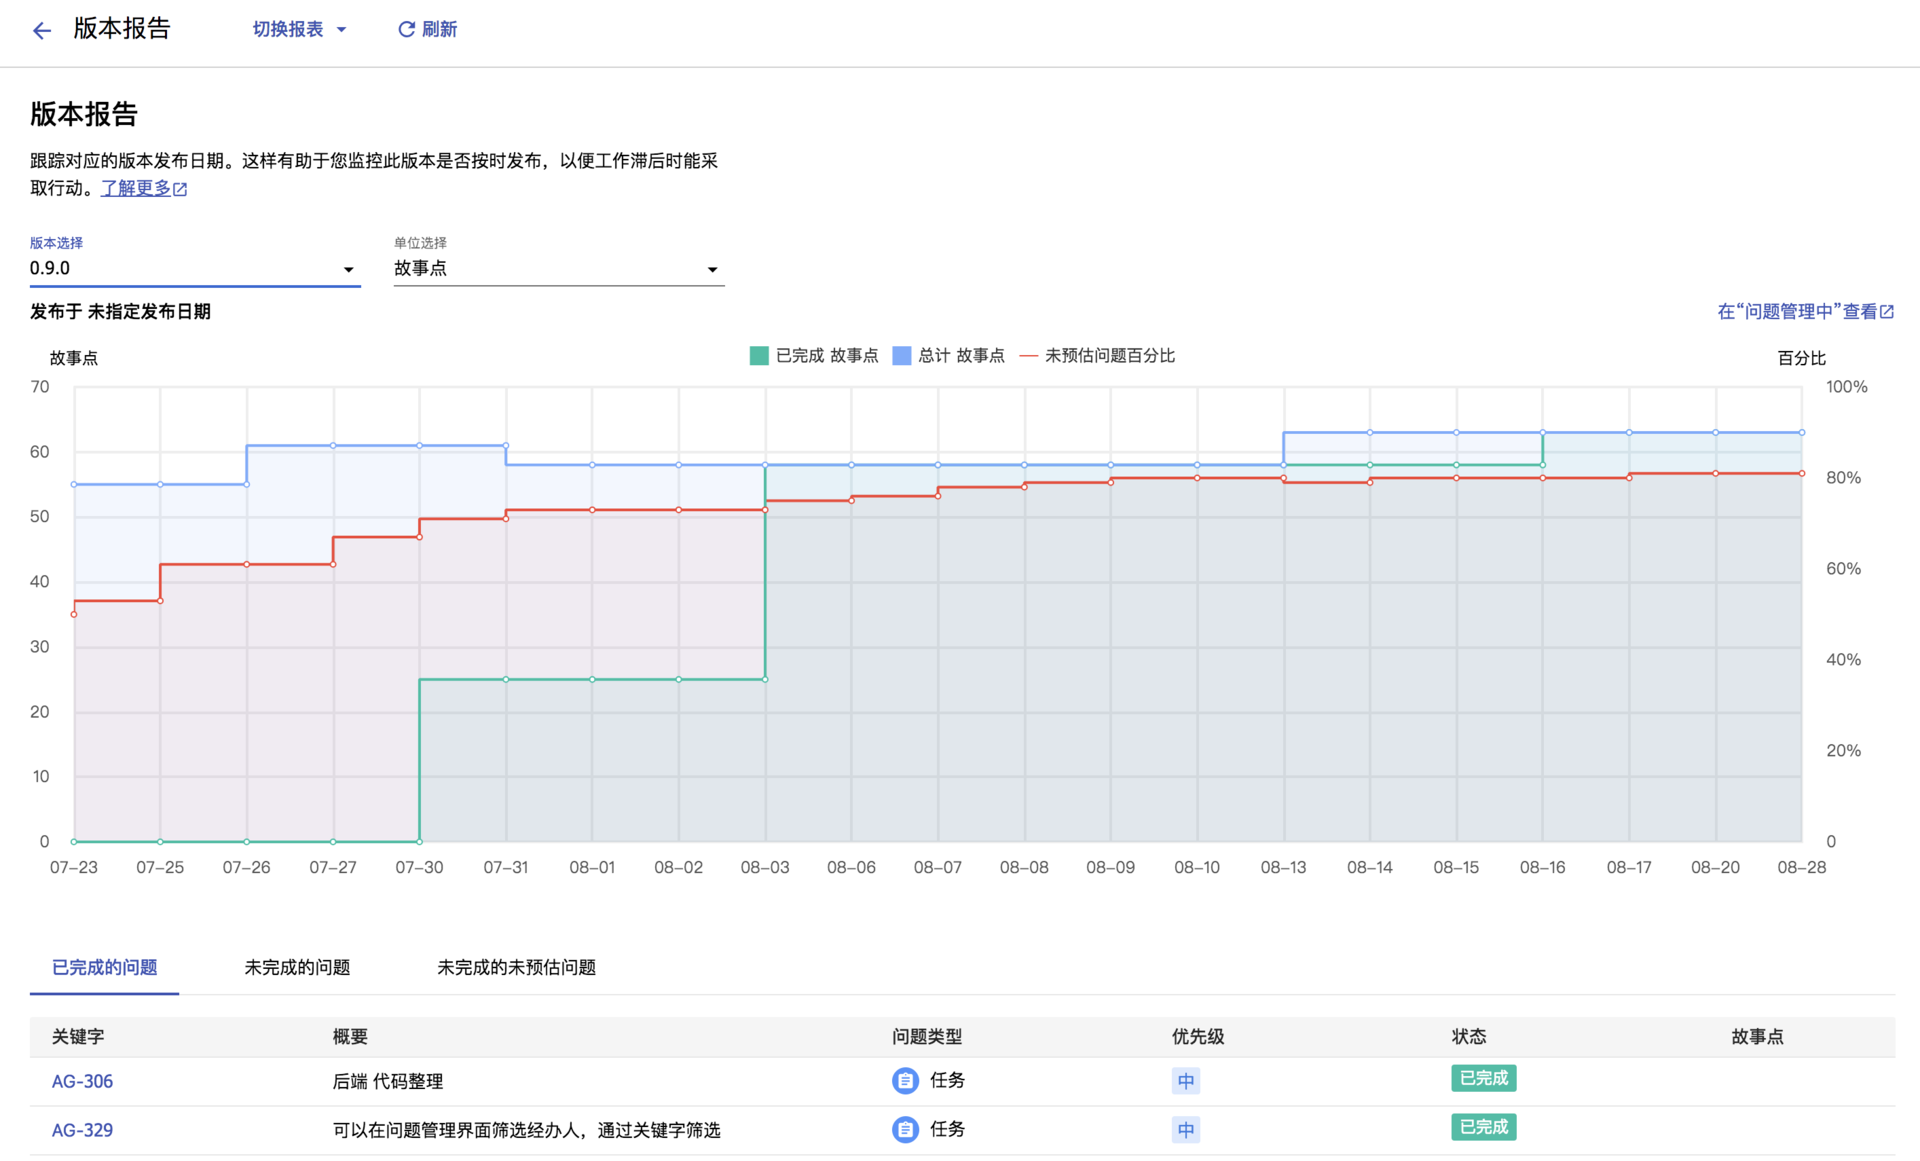 版本报告 切换报表 刷新
版本报告
跟踪对应的版本发布日期。这样有助于您监控此版本是否按时发布，以便工作滞后时能采
取行动。了解更多
版本选择 单位选择
0.9.0 故事点
发布于 未指定发布日期 在“问题管理中”查看
已完成 故事点 总计 故事点 未预估问题百分比
故事点 百分比
70 100%
60
80%
50
60%
40
30
40%
20
20%
10
0 0
07-23 07-25 07-26 07-27 07-30 07-31 08-01 08-02 08-03 08-06 08-07 08-08 08-09 08-10 08-13 08-14 08-15 08-16 08-17 08-20 08-28
已完成的问题 未完成的问题 未完成的未预估问题
关键字 概要 问题类型 优先级 状态 故事点
AG-306 后端 代码整理 任务 中 已完成
AG-329 可以在问题管理界面筛选经办人，通过关键字筛选 任务 中 已完成